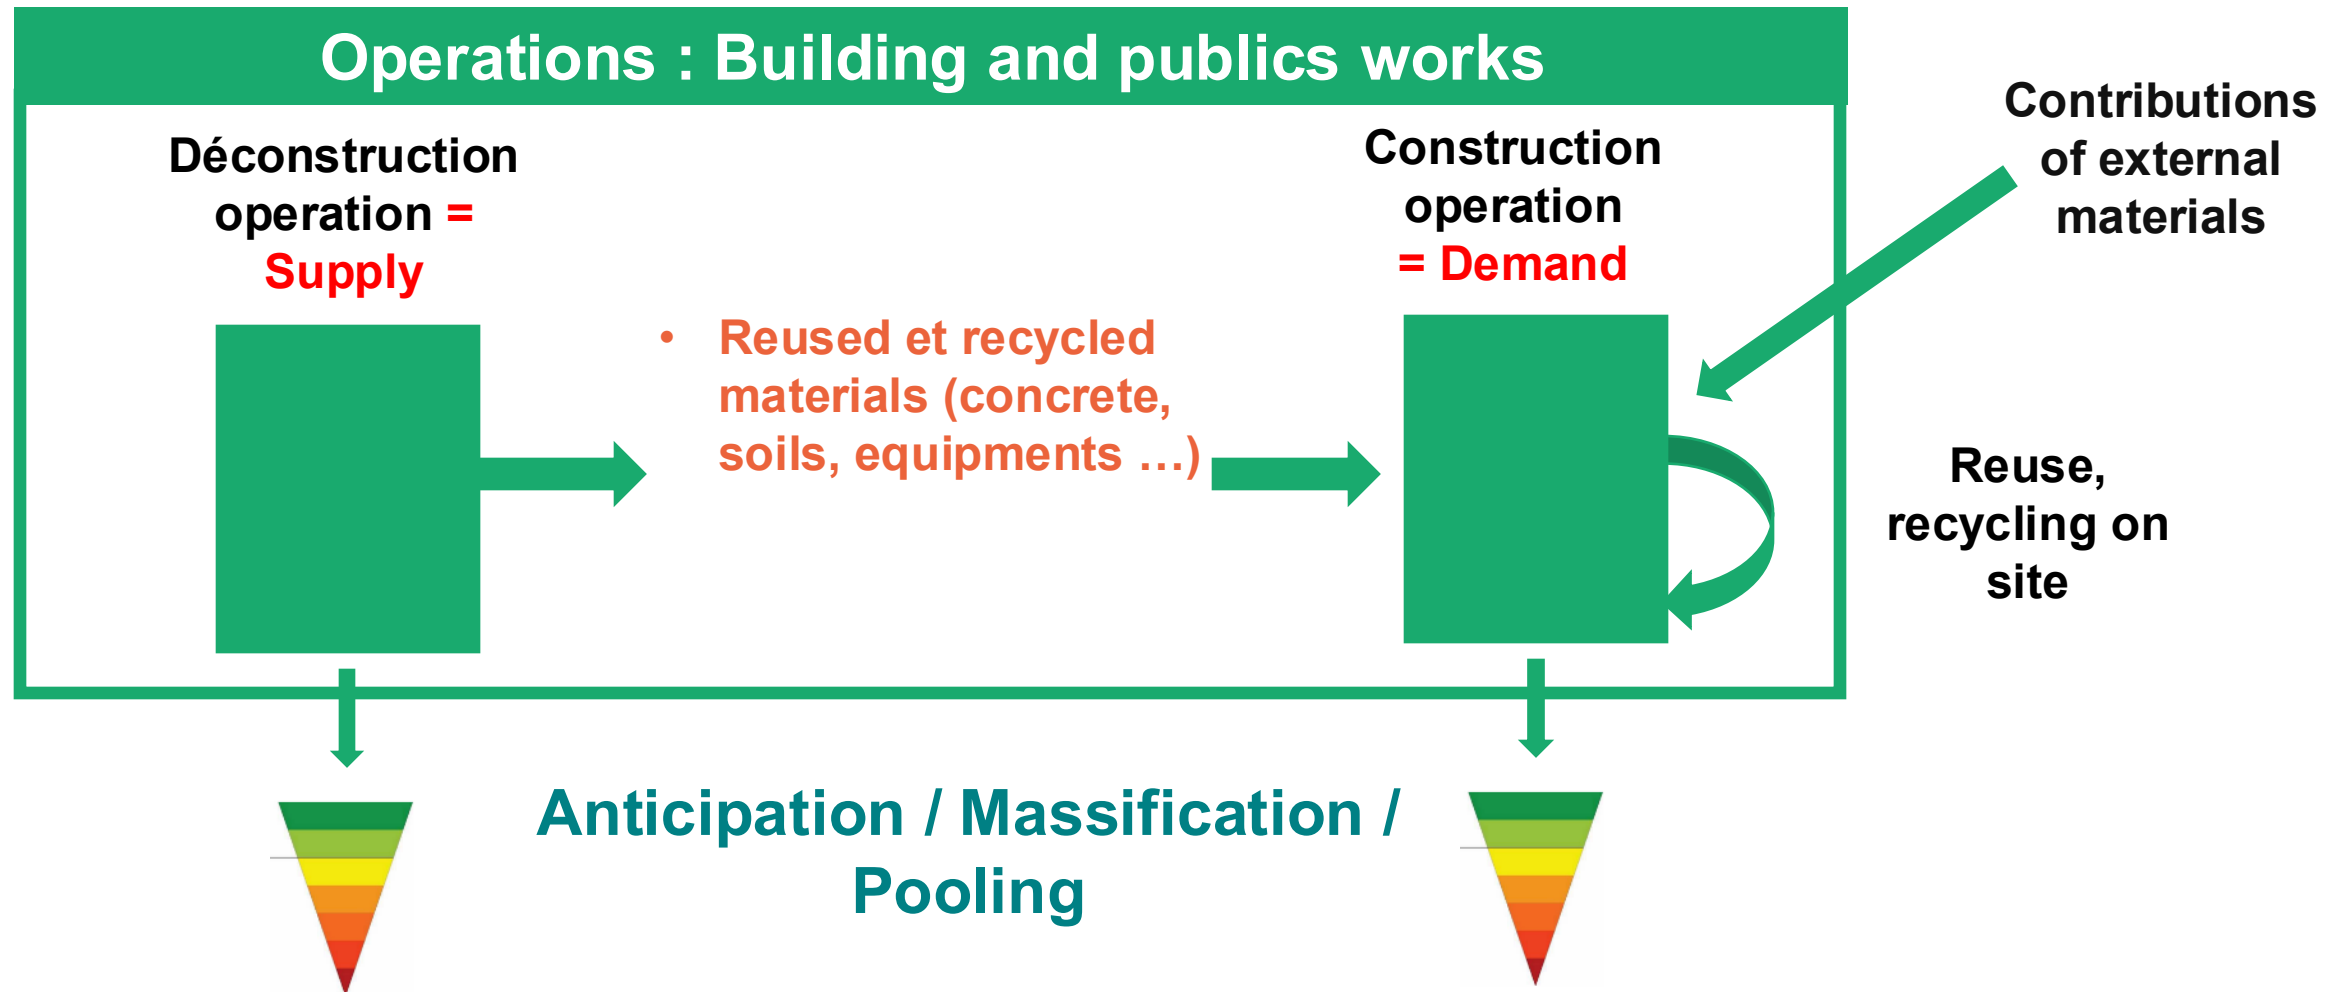 Operations : Building and publics works
Déconstruction
operation =
Supply
Construction
operation
= Demand
Contributions
of external
materials
• Reused et recycled
materials (concrete,
soils, equipments …)
Reuse,
recycling on
site
Anticipation / Massification /
Pooling